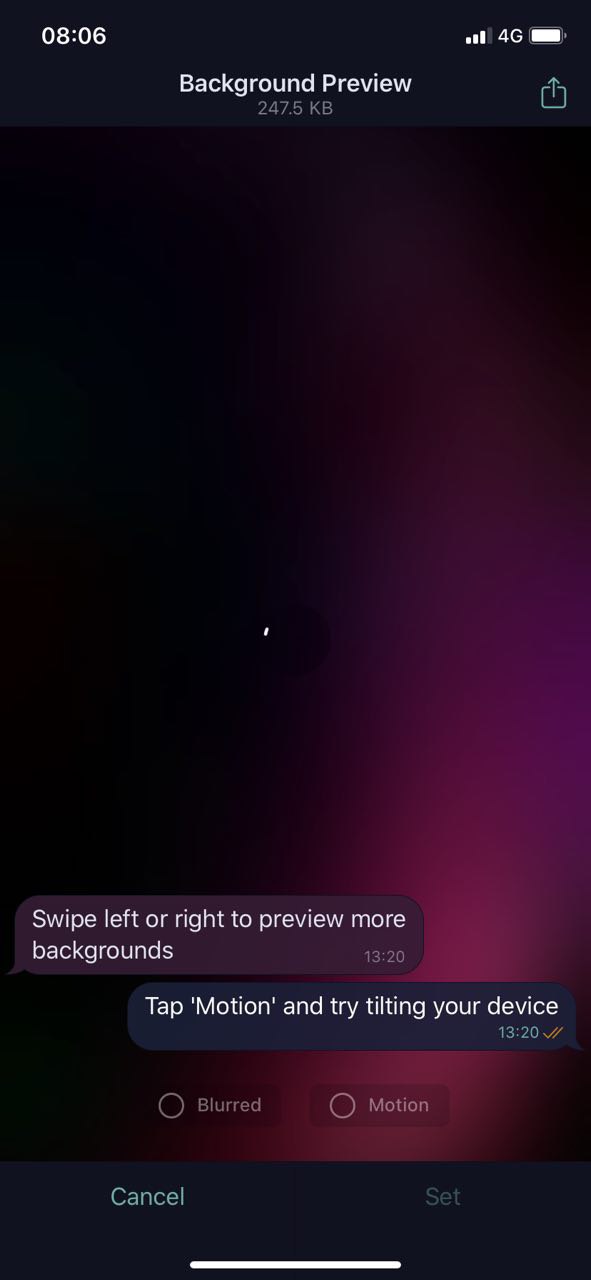 08:06
4G
Background Preview
247.5 KB
Swipe left or right to preview more
backgrounds
13:20
Tap 'Motion' and try tilting your device
13:20
Blurred
Motion
Cancel
Set